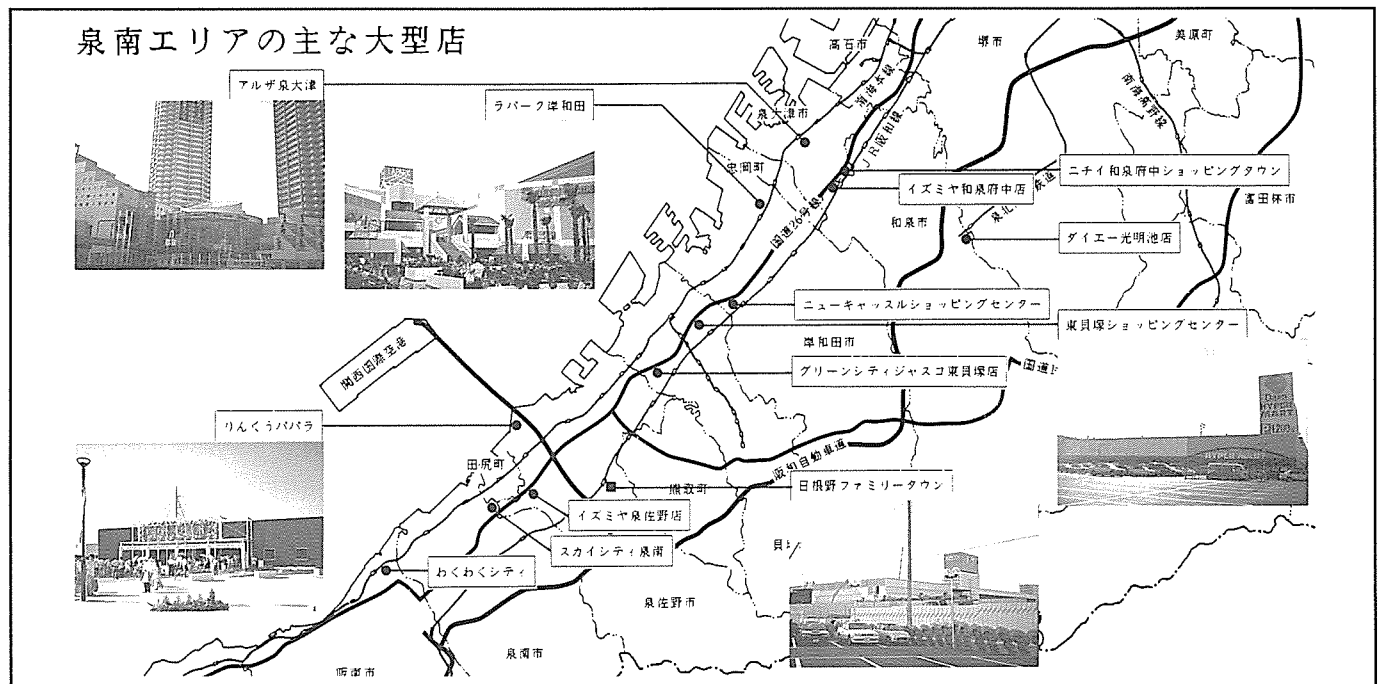 泉南エリアの主な大型店
アルザ泉大津
ラパーク岸和田
高石市
堺市
美原町
南海本線
JR阪和線
南海高野線
泉大津市
忠岡町
ニチイ和泉府中ショッピングタウン
イズミヤ和泉府中店
国道26号線
和泉市
富田林市
ダイエー光明池店
ニューキャッスルショッピングセンター
東貝塚ショッピングセンター
岸和田市
関西国際空港
グリーンシティジャスコ東貝塚店
りんくうパパラ
HYPER MART
田尻町
阪和自動車道
熊取町
日根野ファミリータウン
イズミヤ泉佐野店
スカイシティ泉南
わくわくシティ
泉佐野市
泉南市
阪南市